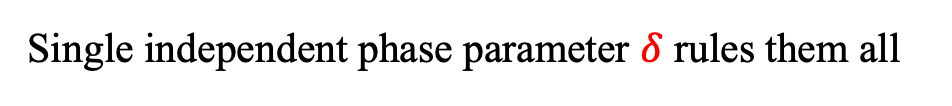 Single independent phase parameter δ rules them all